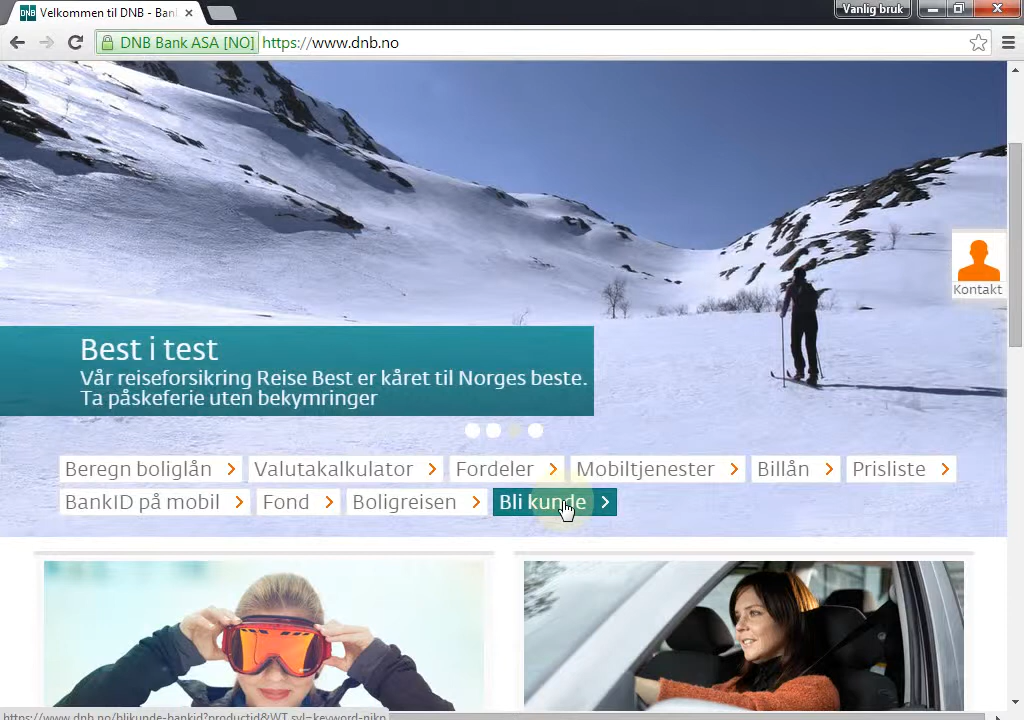 Velkommen til DNB - Bank
Vanlig bruk
DNB Bank ASA [NO] https://www.dnb.no
Kontakt
Best i test
Vår reiseforsikring Reise Best er kåret til Norges beste.
Ta påskeferie uten bekymringer
Beregn boliglån Valutakalkulator Fordeler Mobiltjenester Billån Prisliste
BankID på mobil Fond Boligreisen Bli kunde